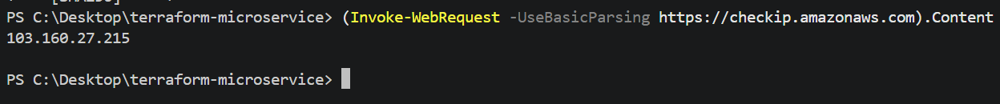 PS C:\Desktop\terraform-microservice> (Invoke-WebRequest -UseBasicParsing https://checkip.amazonaws.com).Content
103.160.27.215
PS C:\Desktop\terraform-microservice>